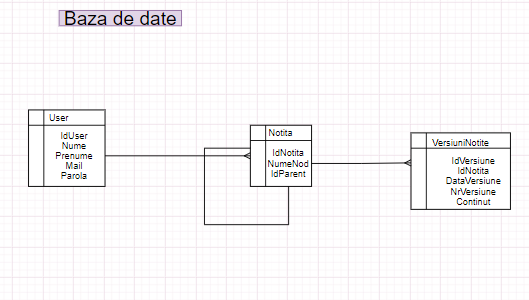 Baza de date
User
IdUser
Nume
Prenume
Mail
Parola
Notita
IdNotita
NumeNod
IdParent
VersiuniNotite
IdVersiune
IdNotita
DataVersiune
NrVersiune
Continut